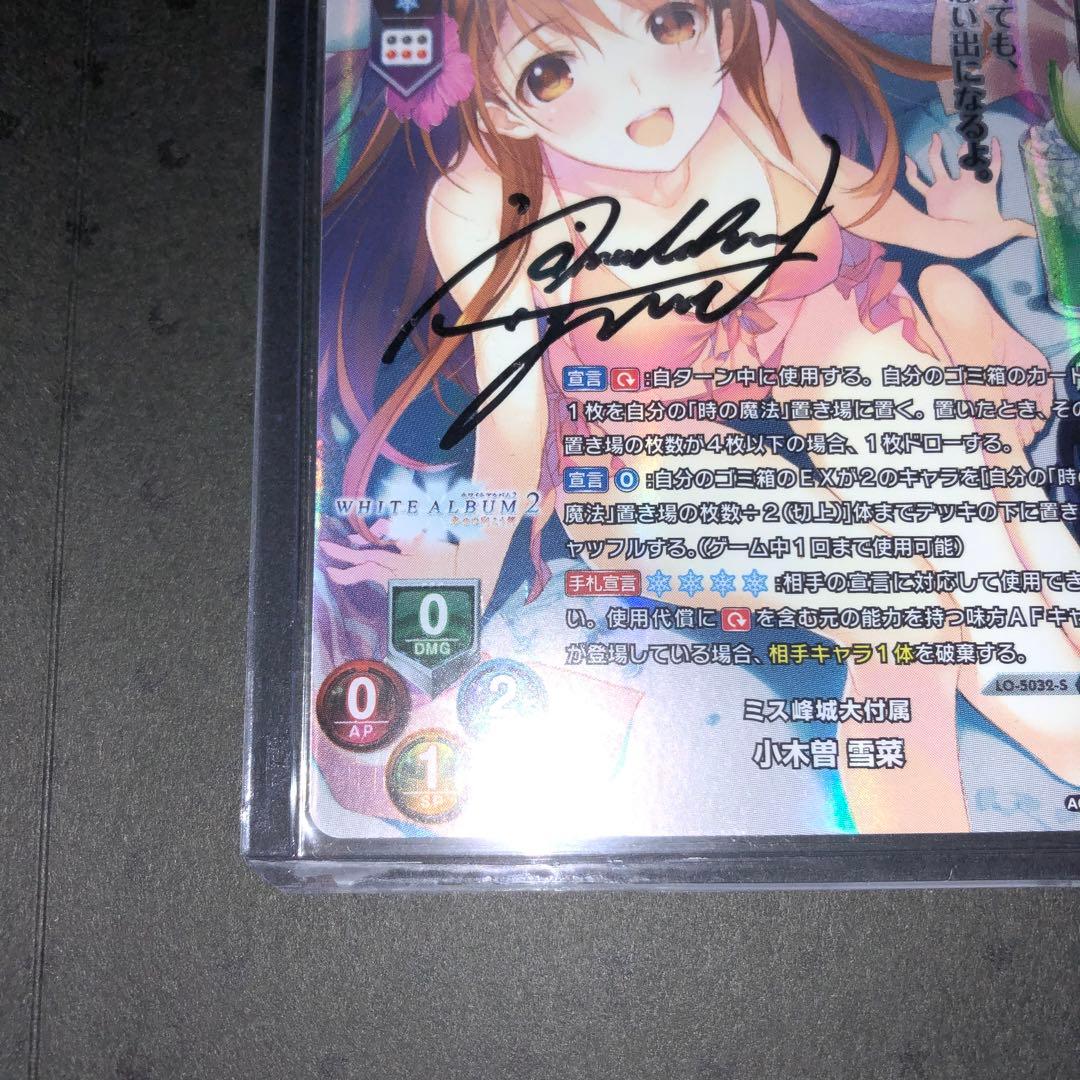 ても、
い出になるよ。
宣言 :自ターン中に使用する。自分のゴミ箱のカード
1枚を自分の「時の魔法」置き場に置く。置いたとき、その
置き場の枚数が4枚以下の場合、1枚ドローする。
宣言 0 :自分のゴミ箱のEXが2のキャラを[自分の「時の
魔法」置き場の枚数÷2(切上)]体までデッキの下に置き
ャッフルする。(ゲーム中1回まで使用可能)
手札宣言 :相手の宣言に対応して使用でき
い。使用代償に を含む元の能力を持つ味方AFキャ
が登場している場合、相手キャラ1体を破棄する。
WHITE ALBUM 2
0
DMG
0
AP
2
1
SP
LO-5032-S
ミス峰城大付属
小木曽 雪菜